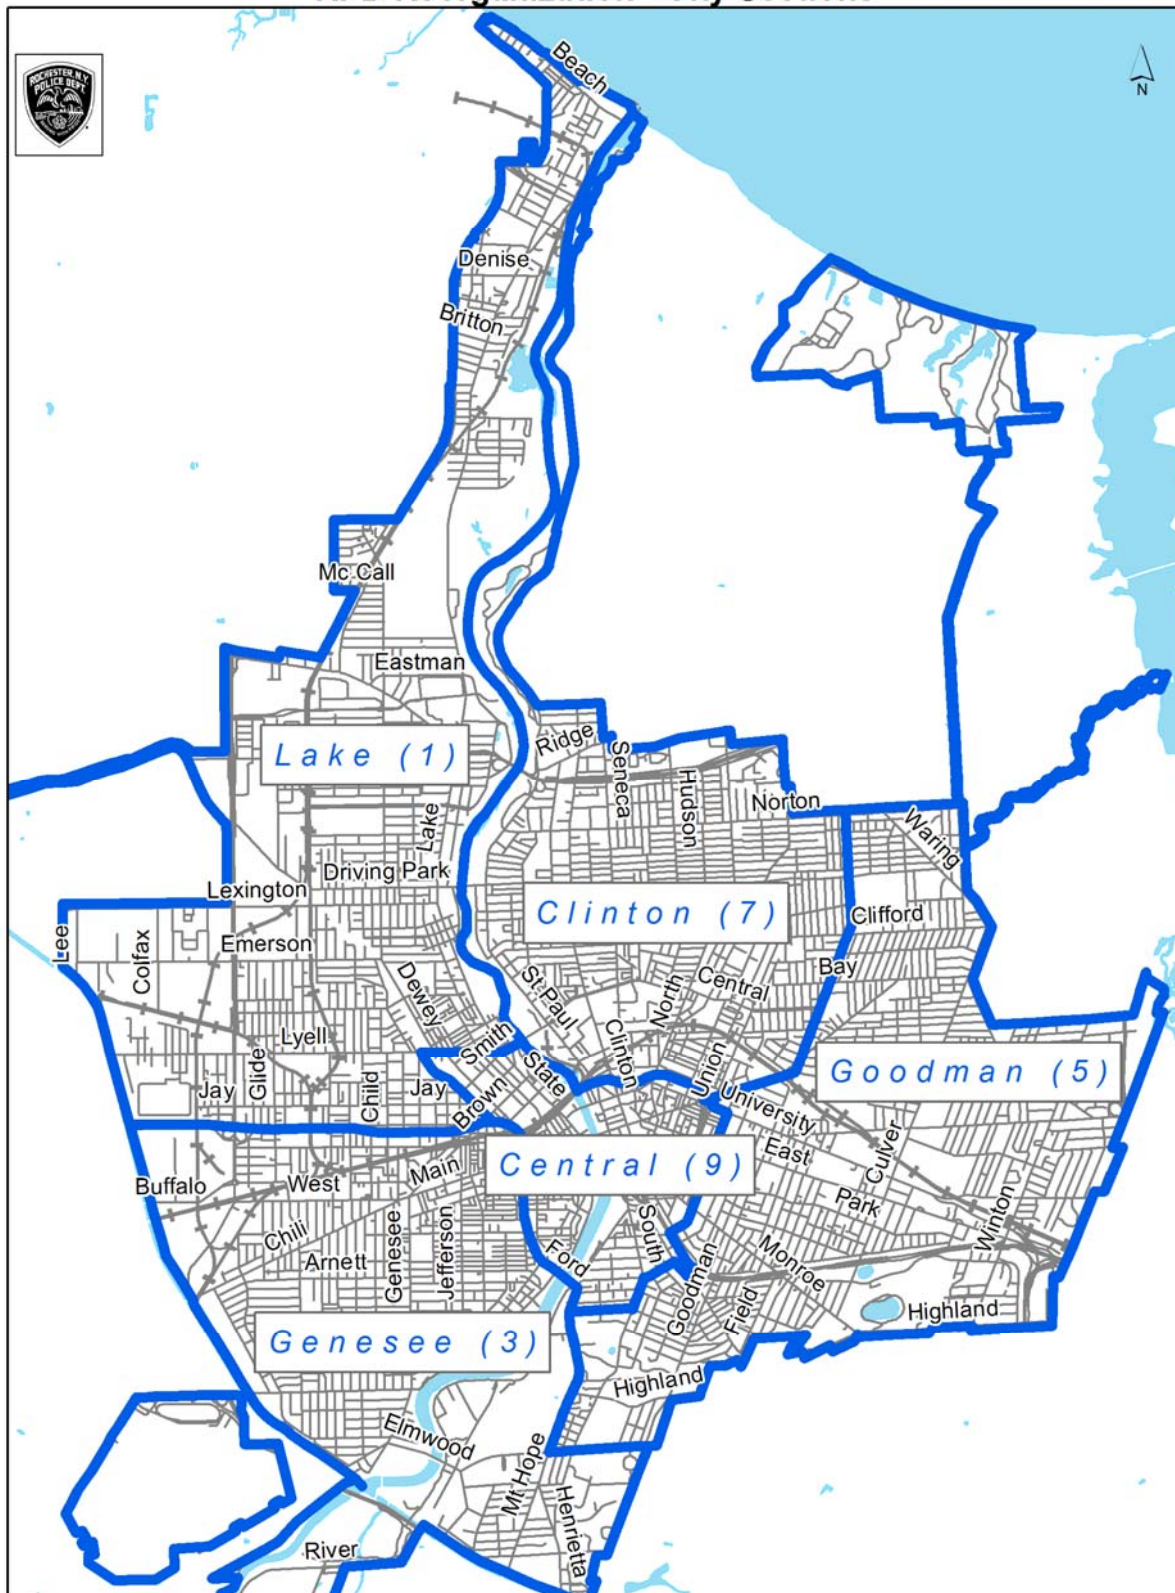 Beach
ROCHESTER, N.Y.
POLICE DEPT.
N
Denise
Britton
Mc Call
Eastman
Ridge
Seneca
Hudson
Lake (1)
Norton
Lake
Waring
Driving Park
Lexington
Clinton (7)
Clifford
Lee
Colfax
Emerson
Bay
Dewey
St Paul
North
Central
Lyell
Smith
State
Clinton
Union
Goodman (5)
Jay
Glide
Child
Jay
Brown
University
East
Culver
Central (9)
Main
Buffalo
West
Park
Winton
Chili
Arnett
Genesee
Jefferson
Ford
South
Goodman
Monroe
Field
Highland
Genesee (3)
Highland
Elmwood
Mt Hope
Henrietta
River